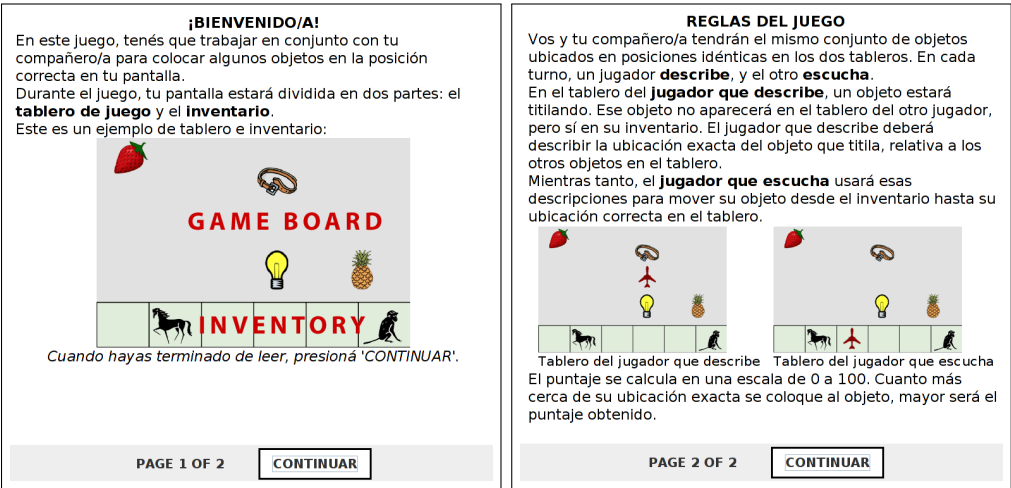 ¡BIENVENIDO/A!
En este juego, tenés que trabajar en conjunto con tu
compañero/a para colocar algunos objetos en la posición
correcta en tu pantalla.
Durante el juego, tu pantalla estará dividida en dos partes: el
tablero de juego y el inventario.
Este es un ejemplo de tablero e inventario:
GAME BOARD
INVENTORY
Cuando hayas terminado de leer, presioná 'CONTINUAR'.
PAGE 1 OF 2
CONTINUAR
REGLAS DEL JUEGO
Vos y tu compañero/a tendrán el mismo conjunto de objetos
ubicados en posiciones idénticas en los dos tableros. En cada
turno, un jugador describe, y el otro escucha.
En el tablero del jugador que describe, un objeto estará
titilando. Ese objeto no aparecerá en el tablero del otro jugador,
pero sí en su inventario. El jugador que describe deberá
describir la ubicación exacta del objeto que titila, relativa a los
otros objetos en el tablero.
Mientras tanto, el jugador que escucha usará esas
descripciones para mover su objeto desde el inventario hasta su
ubicación correcta en el tablero.
Tablero del jugador que describe
Tablero del jugador que escucha
El puntaje se calcula en una escala de 0 a 100. Cuanto más
cerca de su ubicación exacta se coloque al objeto, mayor será el
puntaje obtenido.
PAGE 2 OF 2
CONTINUAR